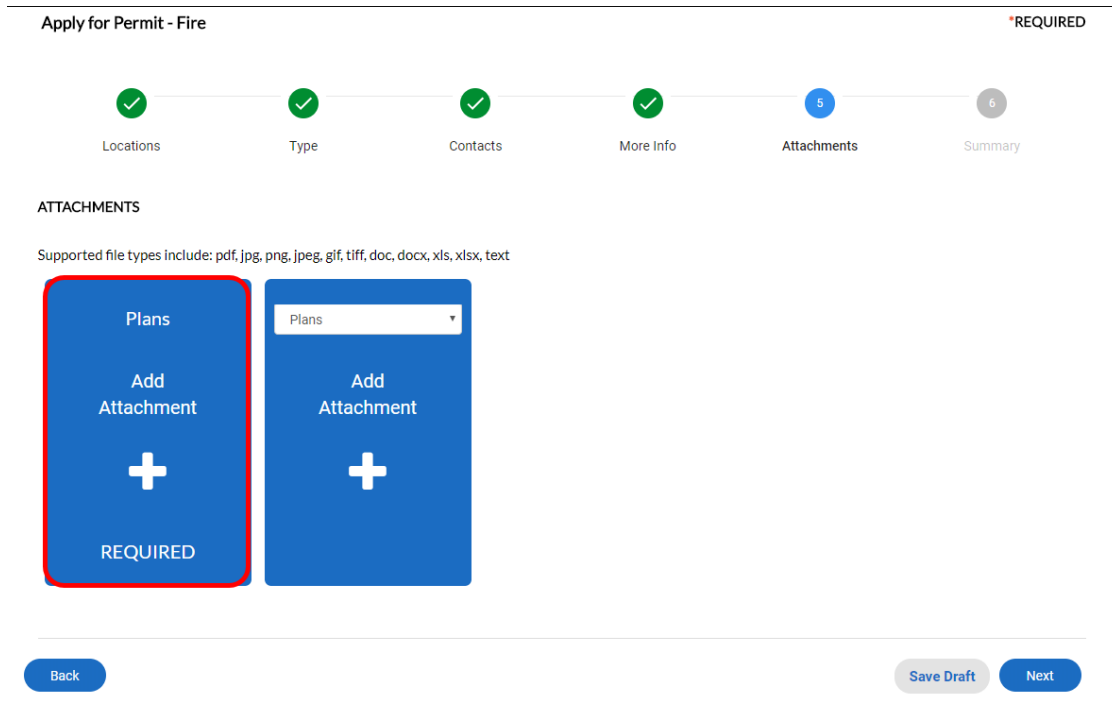 Apply for Permit - Fire
*REQUIRED
5
6
Locations
Type
Contacts
More Info
Attachments
Summary
ATTACHMENTS
Supported file types include: pdf, jpg, png, jpeg, gif, tiff, doc, docx, xls, xlsx, text
Plans
Add
Attachment
REQUIRED
Plans
Add
Attachment
Back
Save Draft
Next